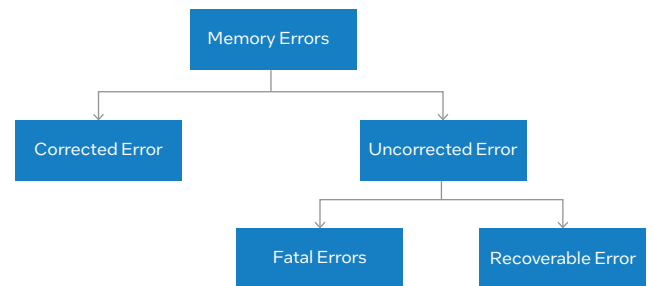 Memory Errors
Corrected Error
Uncorrected Error
Fatal Errors
Recoverable Error